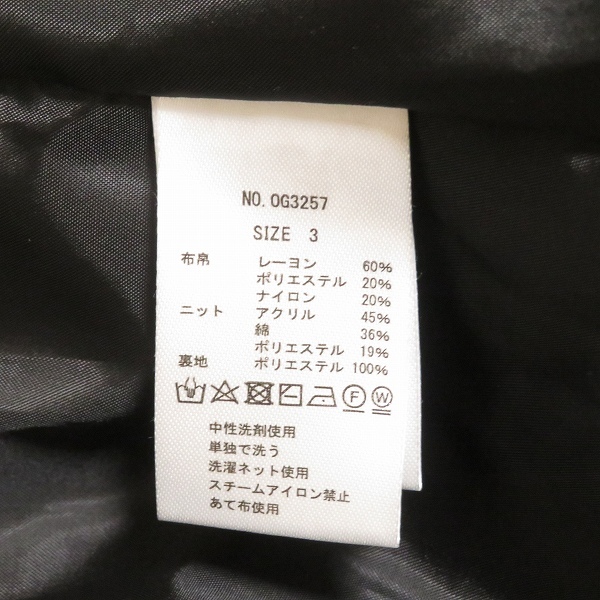 NO. OG3257
SIZE 3
布帛 レーヨン 60%
ポリエステル 20%
ナイロン 20%
ニット アクリル 45%
綿 36%
ポリエステル 19%
裏地 ポリエステル 100%
F W
中性洗剤使用
単独で洗う
洗濯ネット使用
スチームアイロン禁止
あて布使用